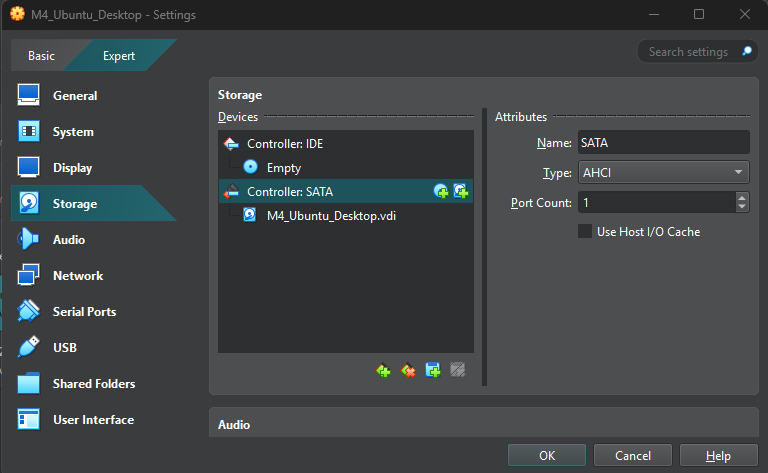 M4_Ubuntu_Desktop - Settings
Basic
Expert
Search settings
General
System
Display
Storage
Audio
Network
Serial Ports
USB
Shared Folders
User Interface
Storage
Devices
Controller: IDE
Empty
Controller: SATA
M4_Ubuntu_Desktop.vdi
Attributes
Name: SATA
Type: AHCI
Port Count: 1
Use Host I/O Cache
Audio
OK
Cancel
Help